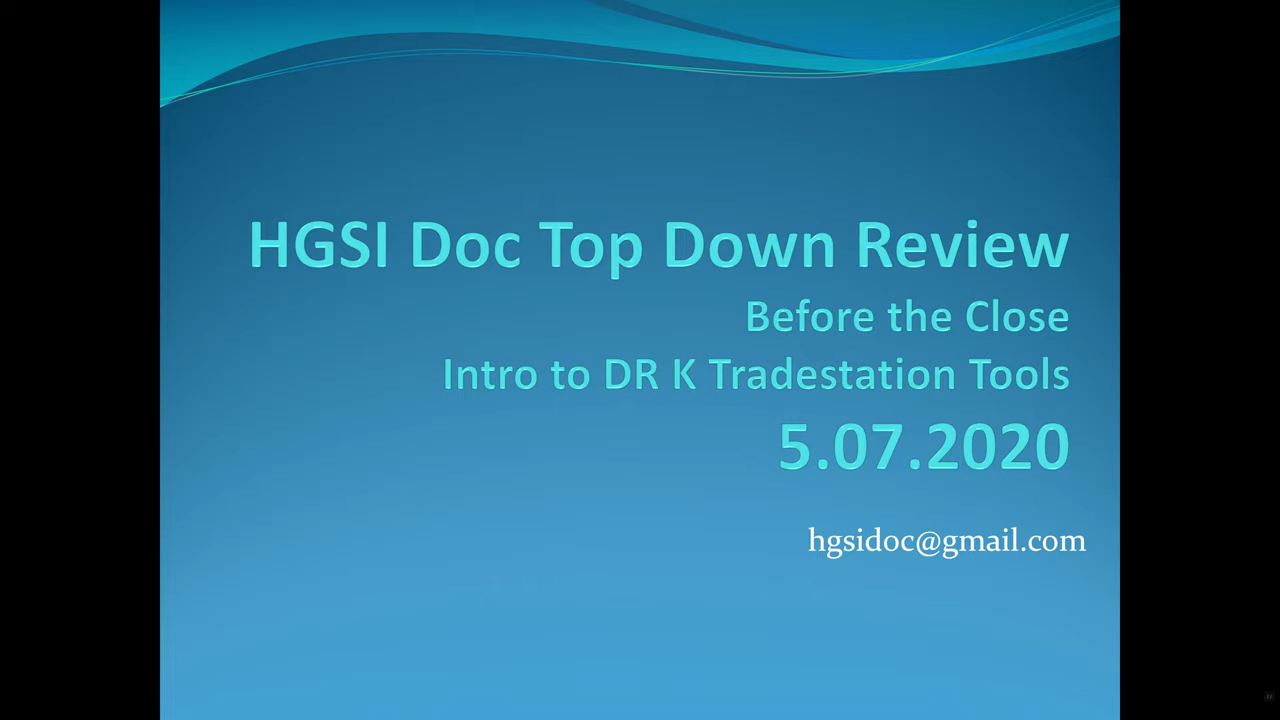 HGSI Doc Top Down Review
Before the Close
Intro to DR K Tradestation Tools
5.07.2020
hgsidoc@gmail.com